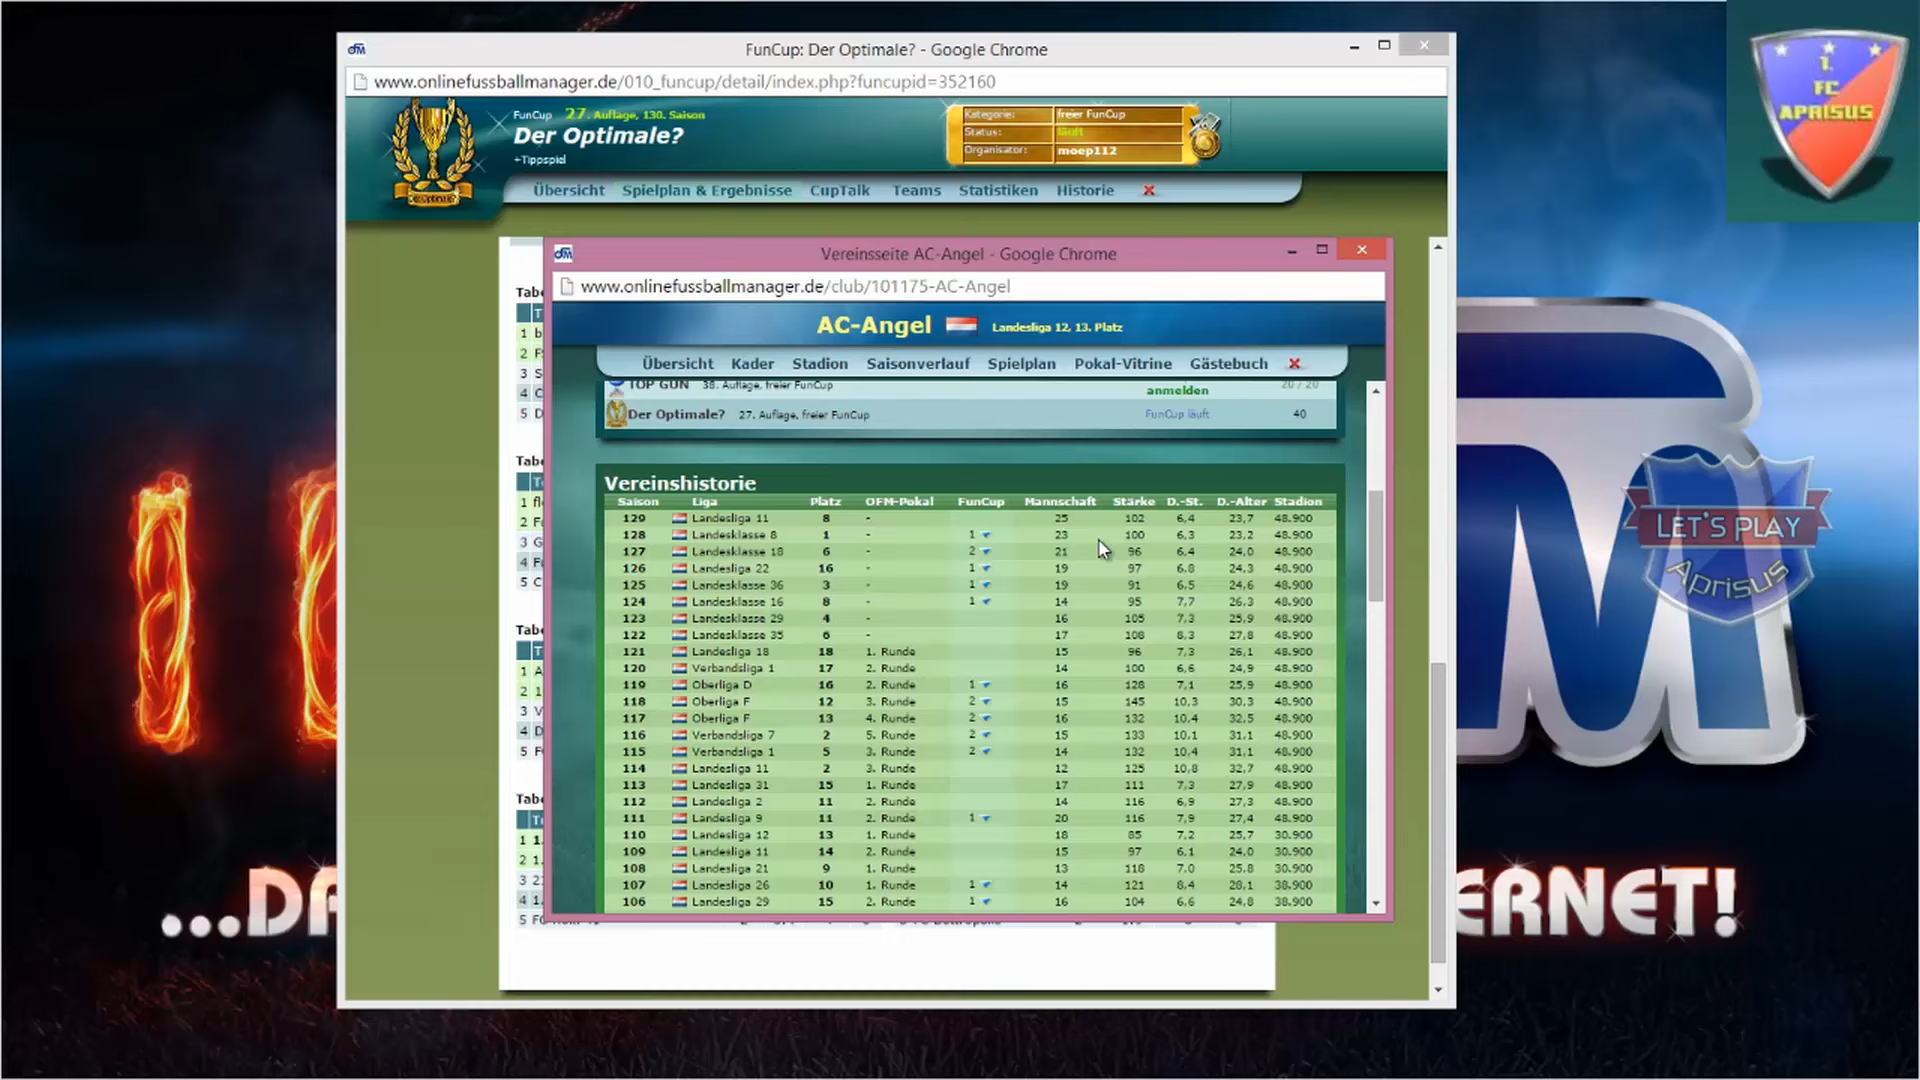 FunCup: Der Optimale? - Google Chrome
www.onlinefussballmanager.de/010_funcup/detail/index.php?funcupid=352160
FunCup 27. Auflage, 130. Saison
Der Optimale?
+Tippspiel
Kategorie: freier FunCup
Status: läuft
Organisator: moep112
Übersicht Spielplan & Ergebnisse CupTalk Teams Statistiken Historie X
1. FC APRISUS
Vereinsseite AC-Angel - Google Chrome
www.onlinefussballmanager.de/club/101175-AC-Angel
AC-Angel Landesliga 12, 13. Platz
Übersicht Kader Stadion Saisonverlauf Spielplan Pokal-Vitrine Gästebuch X
TOP GUN 38. Auflage, freier FunCup anmelden 20 / 20
Der Optimale? 27. Auflage, freier FunCup FunCup läuft 40
Vereinshistorie
Saison Liga Platz OFM-Pokal FunCup Mannschaft Stärke D.-St. D.-Alter Stadion
129 Landesliga 11 8 - 25 102 6,4 23,7 48.900
128 Landesklasse 8 1 - 1 23 100 6,3 23,2 48.900
127 Landesklasse 18 6 - 2 21 96 6,4 24,0 48.900
126 Landesliga 22 16 - 1 19 97 6,8 24,3 48.900
125 Landesklasse 36 3 - 1 19 91 6,5 24,6 48.900
124 Landesklasse 16 8 - 1 14 95 7,7 26,3 48.900
123 Landesklasse 29 4 - 16 105 7,3 25,9 48.900
122 Landesklasse 35 6 - 17 108 8,3 27,8 48.900
121 Landesliga 18 18 1. Runde 15 96 7,3 26,1 48.900
120 Verbandsliga 1 17 2. Runde 14 100 6,6 24,9 48.900
119 Oberliga D 16 2. Runde 1 16 128 7,1 25,9 48.900
118 Oberliga F 12 3. Runde 2 15 145 10,3 30,3 48.900
117 Oberliga F 13 4. Runde 2 16 132 10,4 32,5 48.900
116 Verbandsliga 7 2 5. Runde 2 15 133 10,1 31,1 48.900
115 Verbandsliga 1 5 3. Runde 2 14 132 10,4 31,1 48.900
114 Landesliga 11 2 3. Runde 12 125 10,8 32,7 48.900
113 Landesliga 31 15 1. Runde 17 111 7,3 27,9 48.900
112 Landesliga 2 11 2. Runde 14 116 6,9 27,3 48.900
111 Landesliga 9 11 2. Runde 1 20 116 7,9 27,4 48.900
110 Landesliga 12 13 1. Runde 18 85 7,2 25,7 30.900
109 Landesliga 11 14 2. Runde 15 97 6,1 24,0 30.900
108 Landesliga 21 9 1. Runde 13 118 7,0 25,8 30.900
107 Landesliga 26 10 1. Runde 1 14 121 8,4 28,1 38.900
106 Landesliga 29 15 2. Runde 1 16 104 6,6 24,8 38.900
LET'S PLAY
Aprisus
...DA
ERNET!